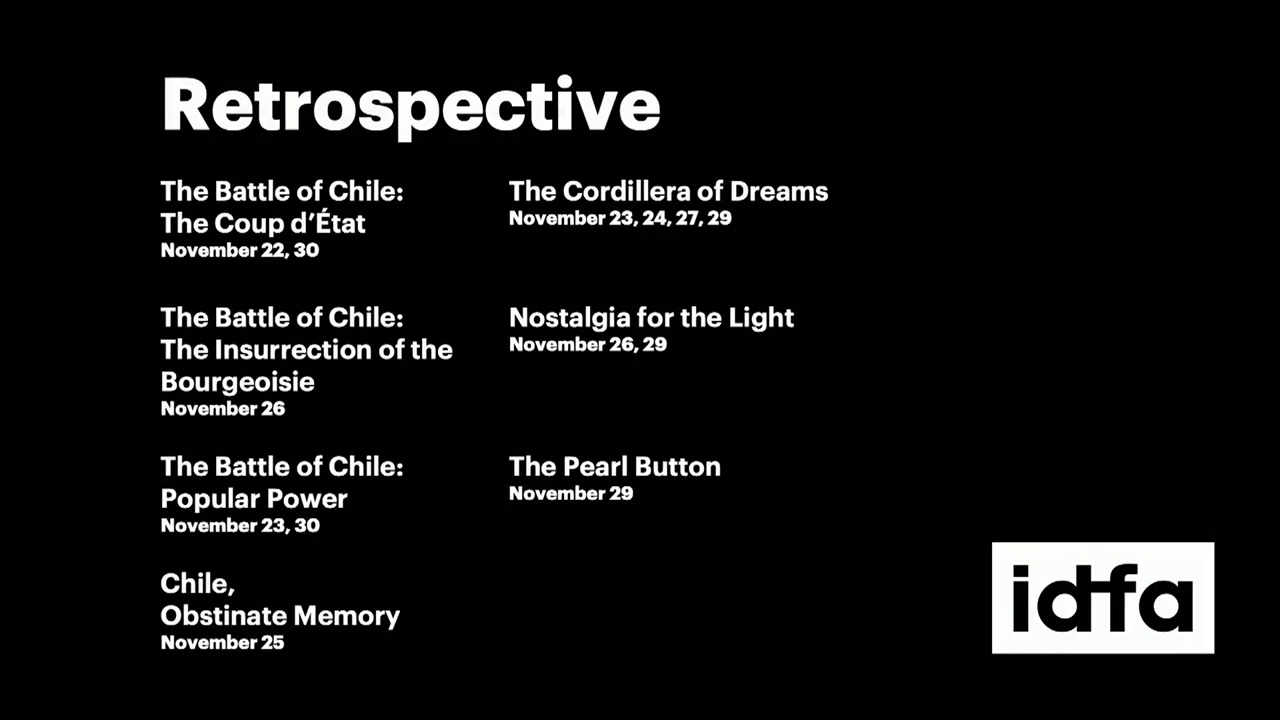 Retrospective
The Battle of Chile:
The Coup d’État
November 22, 30
The Battle of Chile:
The Insurrection of the
Bourgeoisie
November 26
The Battle of Chile:
Popular Power
November 23, 30
Chile,
Obstinate Memory
November 25
The Cordillera of Dreams
November 23, 24, 27, 29
Nostalgia for the Light
November 26, 29
The Pearl Button
November 29
idfa